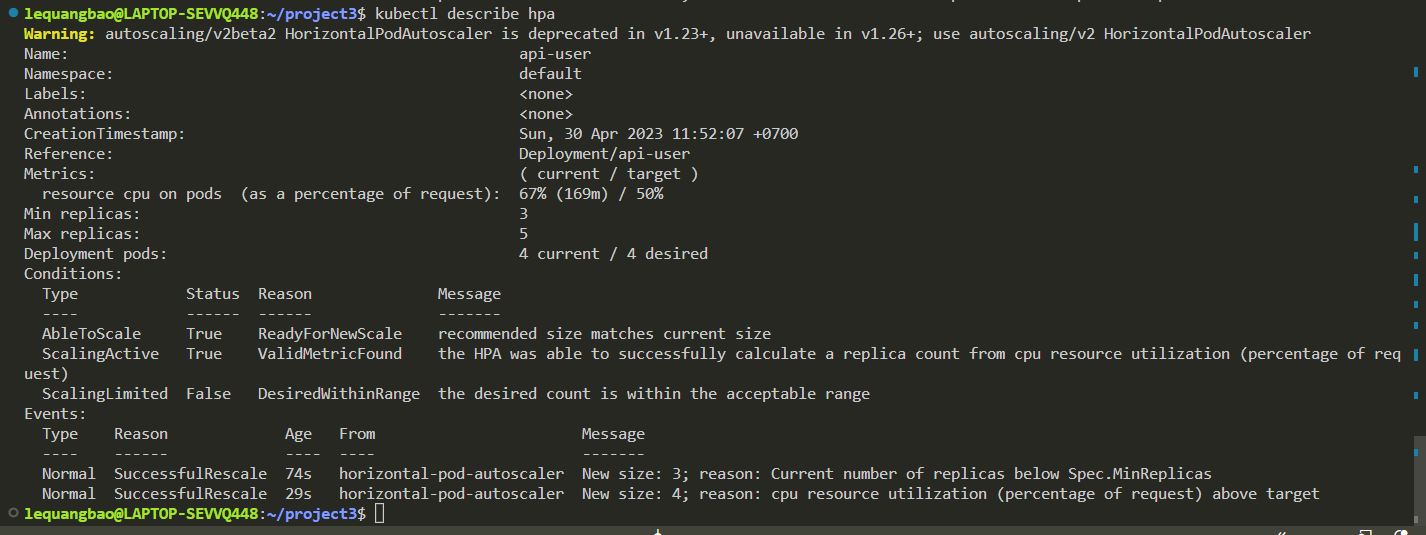 lequangbao@LAPTOP-SEVVQ448:~/project3$ kubectl describe hpa
Warning: autoscaling/v2beta2 HorizontalPodAutoscaler is deprecated in v1.23+, unavailable in v1.26+; use autoscaling/v2 HorizontalPodAutoscaler
Name: api-user
Namespace: default
Labels: <none>
Annotations: <none>
CreationTimestamp: Sun, 30 Apr 2023 11:52:07 +0700
Reference: Deployment/api-user
Metrics: ( current / target )
resource cpu on pods (as a percentage of request): 67% (169m) / 50%
Min replicas: 3
Max replicas: 5
Deployment pods: 4 current / 4 desired
Conditions:
Type Status Reason Message
---- ------ ------ -------
AbleToScale True ReadyForNewScale recommended size matches current size
ScalingActive True ValidMetricFound the HPA was able to successfully calculate a replica count from cpu resource utilization (percentage of req
uest)
ScalingLimited False DesiredWithinRange the desired count is within the acceptable range
Events:
Type Reason Age From Message
---- ------ ---- ---- -------
Normal SuccessfulRescale 74s horizontal-pod-autoscaler New size: 3; reason: Current number of replicas below Spec.MinReplicas
Normal SuccessfulRescale 29s horizontal-pod-autoscaler New size: 4; reason: cpu resource utilization (percentage of request) above target
lequangbao@LAPTOP-SEVVQ448:~/project3$